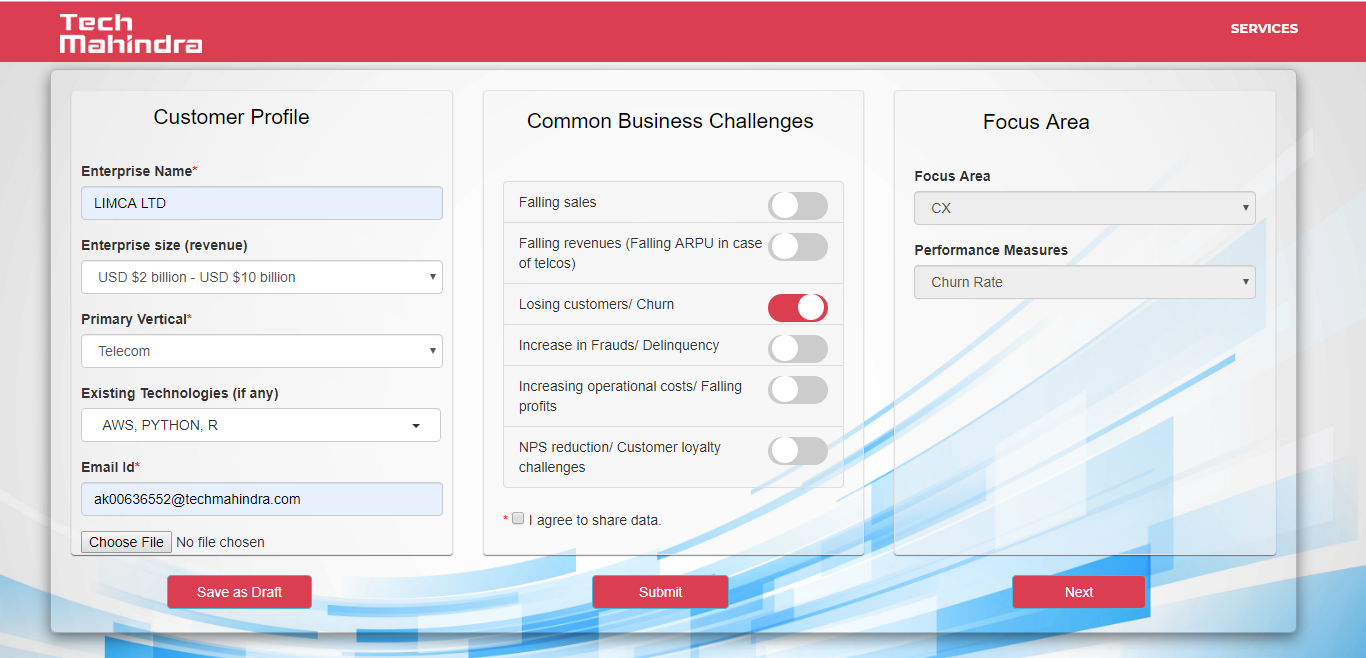 Tech
Mahindra
SERVICES
Customer Profile
Enterprise Name*
LIMCA LTD
Enterprise size (revenue)
USD $2 billion - USD $10 billion
Primary Vertical*
Telecom
Existing Technologies (if any)
AWS, PYTHON, R
Email Id*
ak00636552@techmahindra.com
Choose File No file chosen
Save as Draft
Common Business Challenges
Falling sales
Falling revenues (Falling ARPU in case
of telcos)
Losing customers/ Churn
Increase in Frauds/ Delinquency
Increasing operational costs/ Falling
profits
NPS reduction/ Customer loyalty
challenges
* I agree to share data.
Submit
Focus Area
Focus Area
CX
Performance Measures
Churn Rate
Next